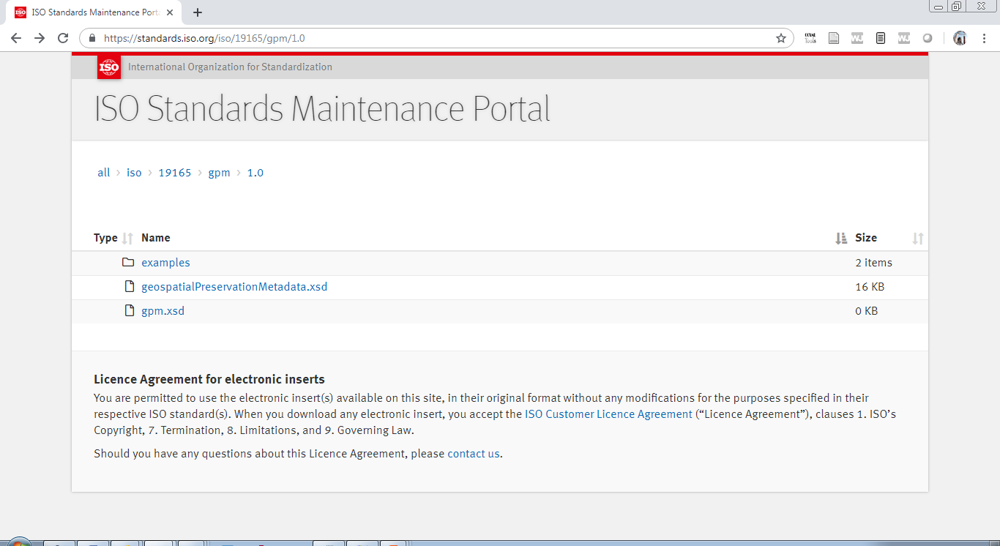 ISO Standards Maintenance Port
https://standards.iso.org/iso/19165/gpm/1.0
ISO
International Organization for Standardization
ISO Standards Maintenance Portal
all › iso › 19165 › gpm › 1.0
Type Name Size
examples 2 items
geospatialPreservationMetadata.xsd 16 KB
gpm.xsd 0 KB
Licence Agreement for electronic inserts
You are permitted to use the electronic insert(s) available on this site, in their original format without any modifications for the purposes specified in their
respective ISO standard(s). When you download any electronic insert, you accept the ISO Customer Licence Agreement (“Licence Agreement”), clauses 1. ISO’s
Copyright, 7. Termination, 8. Limitations, and 9. Governing Law.
Should you have any questions about this Licence Agreement, please contact us.